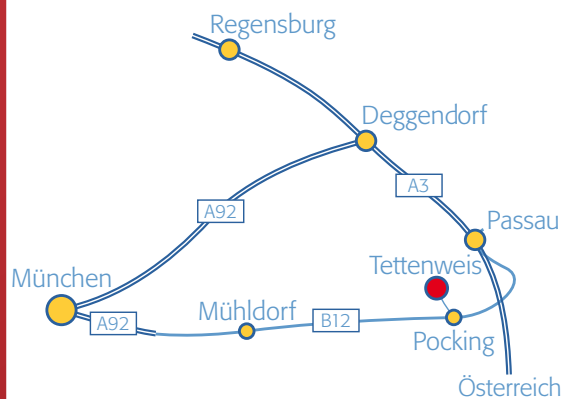 Regensburg
Deggendorf
A3
A92
Passau
Tettenweis
München
Mühldorf
A92
B12
Pocking
Österreich